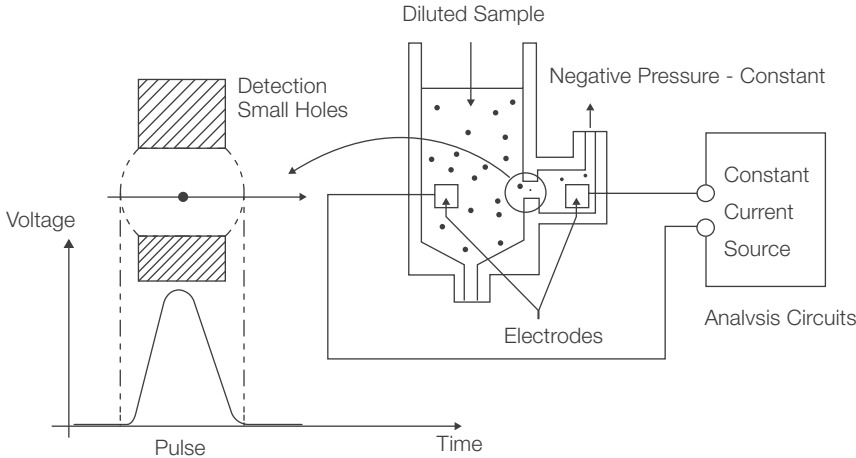 Diluted Sample
Detection
Small Holes
Negative Pressure - Constant
Constant
Current
Source
Voltage
Electrodes
Analvsis Circuits
Pulse
Time